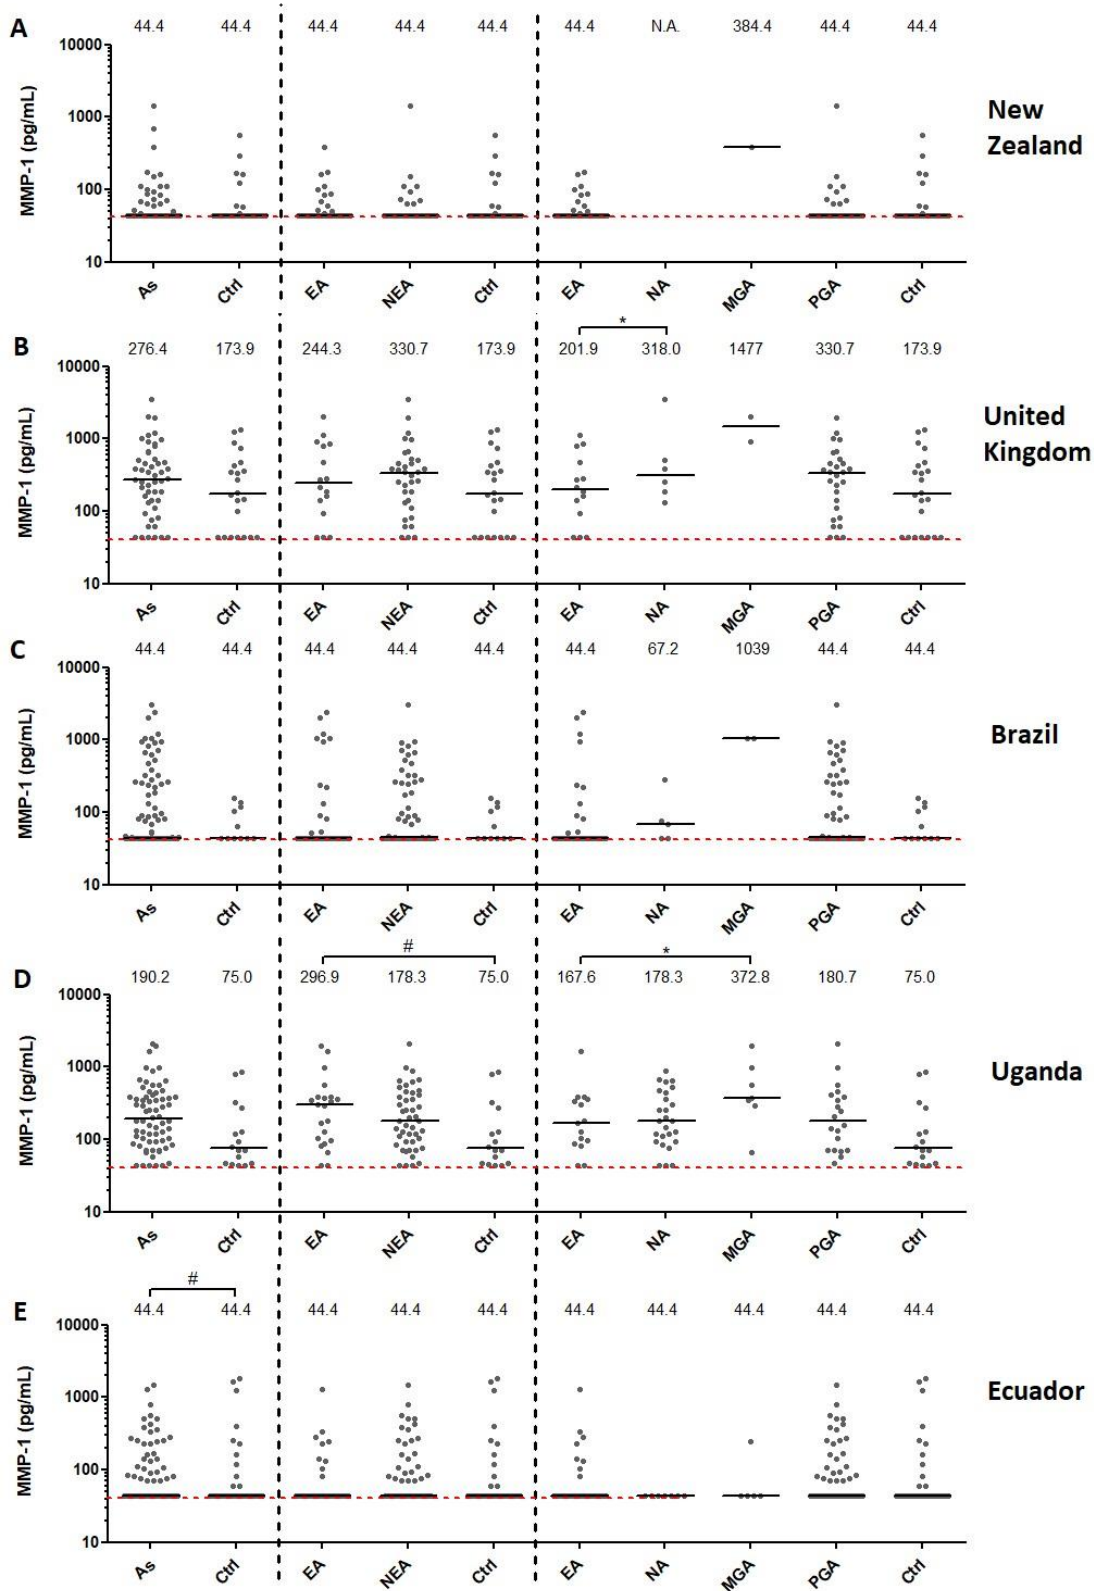 A
44.4 44.4 44.4 44.4 44.4 44.4 N.A. 384.4 44.4 44.4
10000
1000
100
10
MMP-1 (pg/mL)
As Ctrl EA NEA Ctrl EA NA MGA PGA Ctrl
New
Zealand
*
B
276.4 173.9 244.3 330.7 173.9 201.9 318.0 1477 330.7 173.9
10000
1000
100
10
MMP-1 (pg/mL)
As Ctrl EA NEA Ctrl EA NA MGA PGA Ctrl
United
Kingdom
C
44.4 44.4 44.4 44.4 44.4 44.4 67.2 1039 44.4 44.4
10000
1000
100
10
MMP-1 (pg/mL)
As Ctrl EA NEA Ctrl EA NA MGA PGA Ctrl
Brazil
# *
D
190.2 75.0 296.9 178.3 75.0 167.6 178.3 372.8 180.7 75.0
10000
1000
100
10
MMP-1 (pg/mL)
As Ctrl EA NEA Ctrl EA NA MGA PGA Ctrl
Uganda
#
E
44.4 44.4 44.4 44.4 44.4 44.4 44.4 44.4 44.4 44.4
10000
1000
100
10
MMP-1 (pg/mL)
As Ctrl EA NEA Ctrl EA NA MGA PGA Ctrl
Ecuador